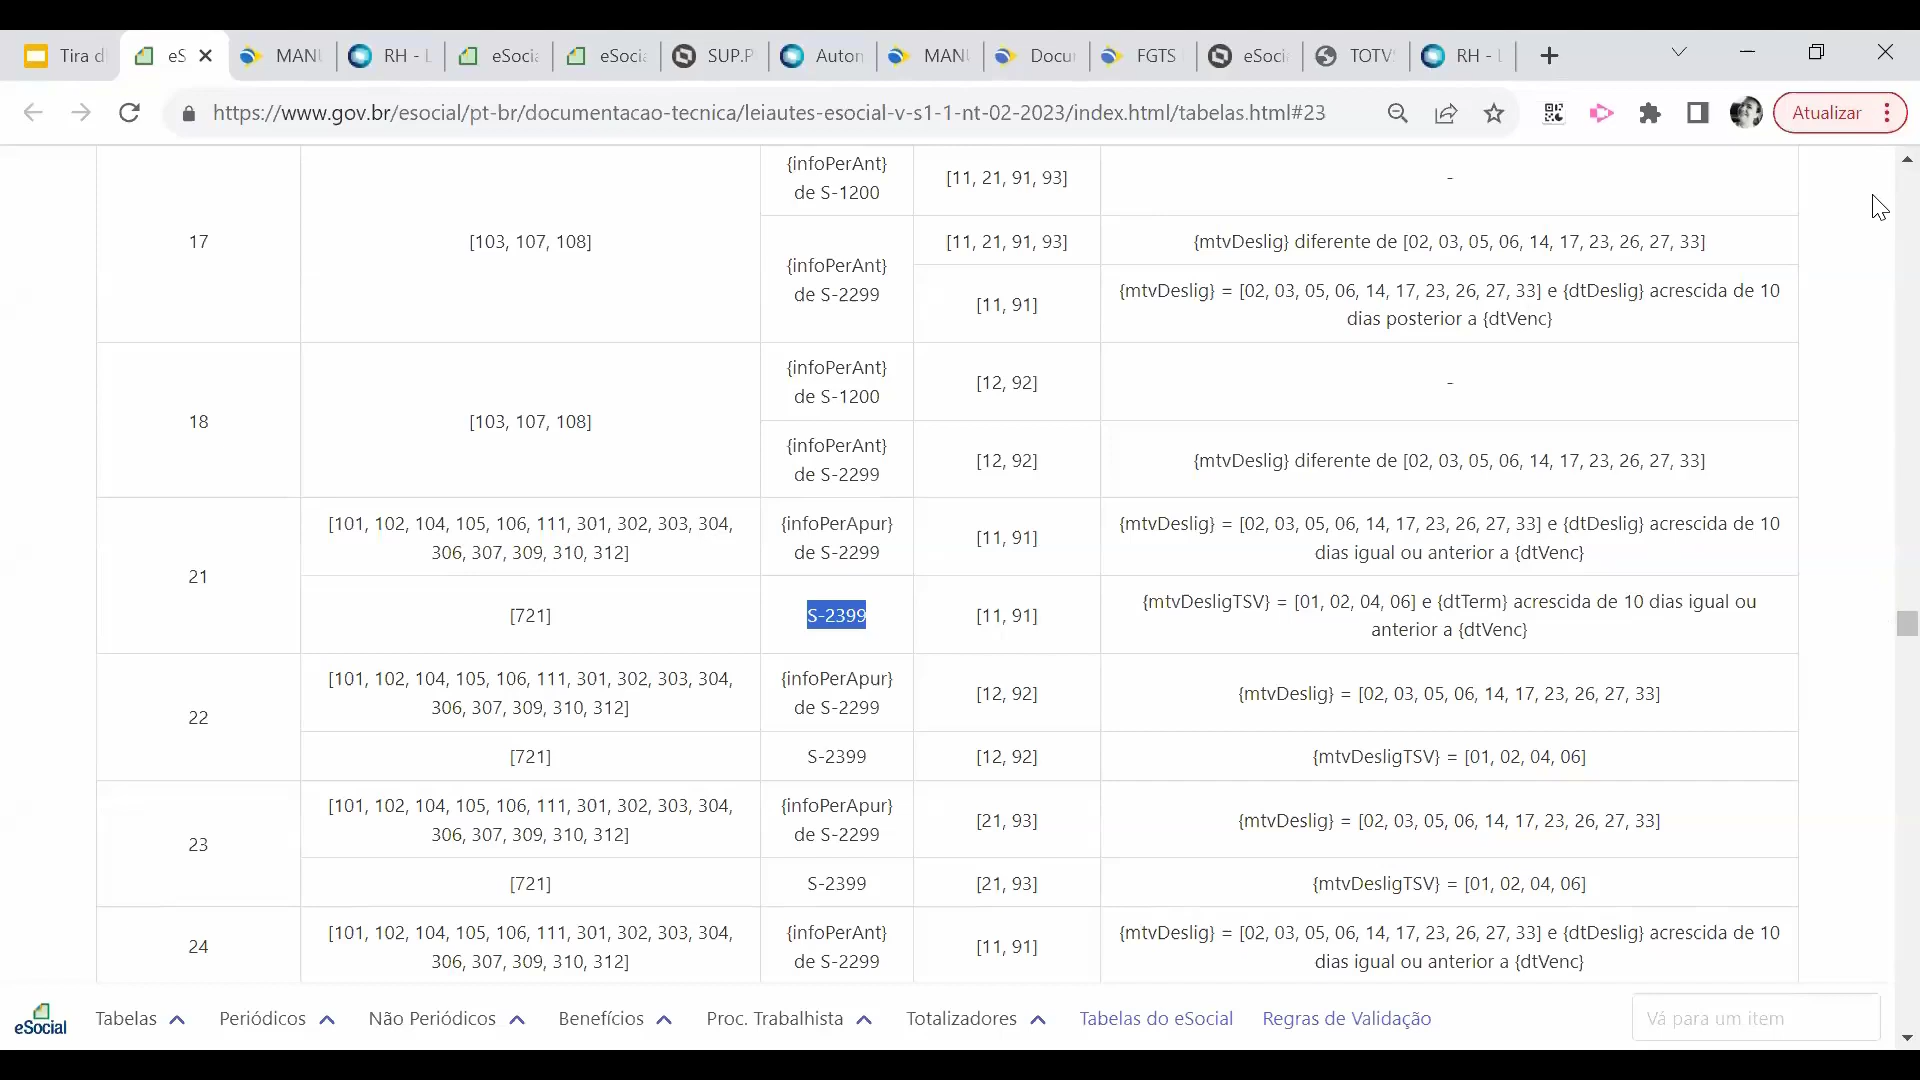 Tira d
eS
MANU
RH - L
eSocia
eSocia
SUP.P
Auton
MANU
Docu
FGTS
eSoci
TOTV
RH - L
https://www.gov.br/esocial/pt-br/documentacao-tecnica/leiautes-esocial-v-s1-1-nt-02-2023/index.html/tabelas.html#23
Atualizar
17
[103, 107, 108]
{infoPerAnt}
de S-1200
[11, 21, 91, 93]
-
{infoPerAnt}
de S-2299
[11, 21, 91, 93]
{mtvDeslig} diferente de [02, 03, 05, 06, 14, 17, 23, 26, 27, 33]
[11, 91]
{mtvDeslig} = [02, 03, 05, 06, 14, 17, 23, 26, 27, 33] e {dtDeslig} acrescida de 10
dias posterior a {dtVenc}
18
[103, 107, 108]
{infoPerAnt}
de S-1200
[12, 92]
-
{infoPerAnt}
de S-2299
[12, 92]
{mtvDeslig} diferente de [02, 03, 05, 06, 14, 17, 23, 26, 27, 33]
21
[101, 102, 104, 105, 106, 111, 301, 302, 303, 304,
306, 307, 309, 310, 312]
{infoPerApur}
de S-2299
[11, 91]
{mtvDeslig} = [02, 03, 05, 06, 14, 17, 23, 26, 27, 33] e {dtDeslig} acrescida de 10
dias igual ou anterior a {dtVenc}
[721]
S-2399
[11, 91]
{mtvDesligTSV} = [01, 02, 04, 06] e {dtTerm} acrescida de 10 dias igual ou
anterior a {dtVenc}
22
[101, 102, 104, 105, 106, 111, 301, 302, 303, 304,
306, 307, 309, 310, 312]
{infoPerApur}
de S-2299
[12, 92]
{mtvDeslig} = [02, 03, 05, 06, 14, 17, 23, 26, 27, 33]
[721]
S-2399
[12, 92]
{mtvDesligTSV} = [01, 02, 04, 06]
23
[101, 102, 104, 105, 106, 111, 301, 302, 303, 304,
306, 307, 309, 310, 312]
{infoPerApur}
de S-2299
[21, 93]
{mtvDeslig} = [02, 03, 05, 06, 14, 17, 23, 26, 27, 33]
[721]
S-2399
[21, 93]
{mtvDesligTSV} = [01, 02, 04, 06]
24
[101, 102, 104, 105, 106, 111, 301, 302, 303, 304,
306, 307, 309, 310, 312]
{infoPerAnt}
de S-2299
[11, 91]
{mtvDeslig} = [02, 03, 05, 06, 14, 17, 23, 26, 27, 33] e {dtDeslig} acrescida de 10
dias igual ou anterior a {dtVenc}
eSocial
Tabelas
Periódicos
Não Periódicos
Benefícios
Proc. Trabalhista
Totalizadores
Tabelas do eSocial
Regras de Validação
Vá para um item